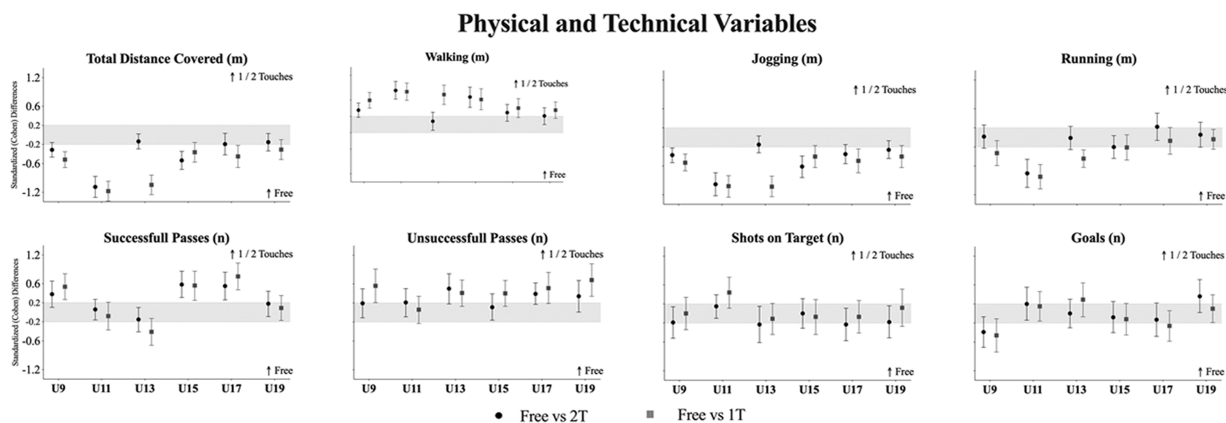 Physical and Technical Variables
Total Distance Covered (m)
Walking (m)
Jogging (m)
Running (m)
Standardized (Cohen) Differences
1.2
0.6
0.2
-0.2
-0.6
-1.2
↑ 1 / 2 Touches
↑ Free
↑ 1 / 2 Touches
↑ Free
↑ 1 / 2 Touches
↑ Free
↑ 1 / 2 Touches
↑ Free
Successfull Passes (n)
Unsuccessfull Passes (n)
Shots on Target (n)
Goals (n)
Standardized (Cohen) Differences
1.2
0.6
0.2
-0.2
-0.6
-1.2
↑ 1 / 2 Touches
↑ Free
↑ 1 / 2 Touches
↑ Free
↑ 1 / 2 Touches
↑ Free
↑ 1 / 2 Touches
↑ Free
U9 U11 U13 U15 U17 U19
U9 U11 U13 U15 U17 U19
U9 U11 U13 U15 U17 U19
U9 U11 U13 U15 U17 U19
Free vs 2T
Free vs 1T